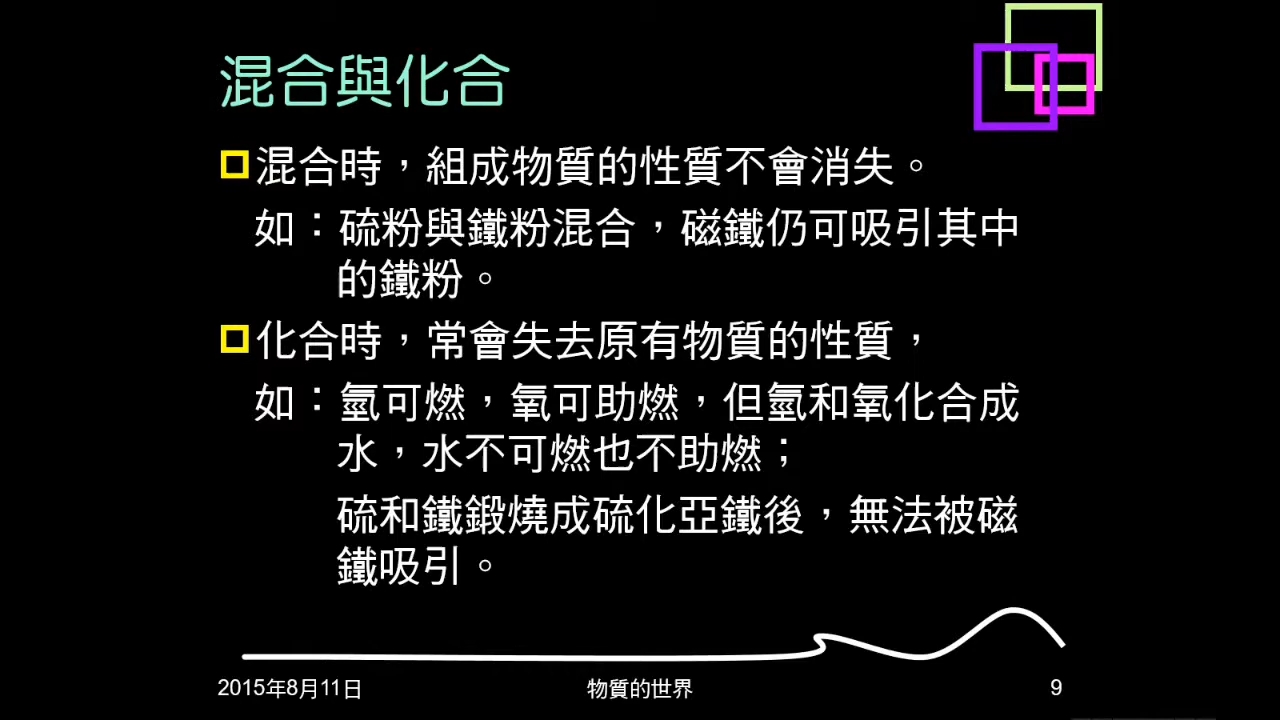 混合與化合
混合時，組成物質的性質不會消失。
如：硫粉與鐵粉混合，磁鐵仍可吸引其中
的鐵粉。
化合時，常會失去原有物質的性質，
如：氫可燃，氧可助燃，但氫和氧化合成
水，水不可燃也不助燃；
硫和鐵鍛燒成硫化亞鐵後，無法被磁
鐵吸引。
2015年8月11日
物質的世界
9